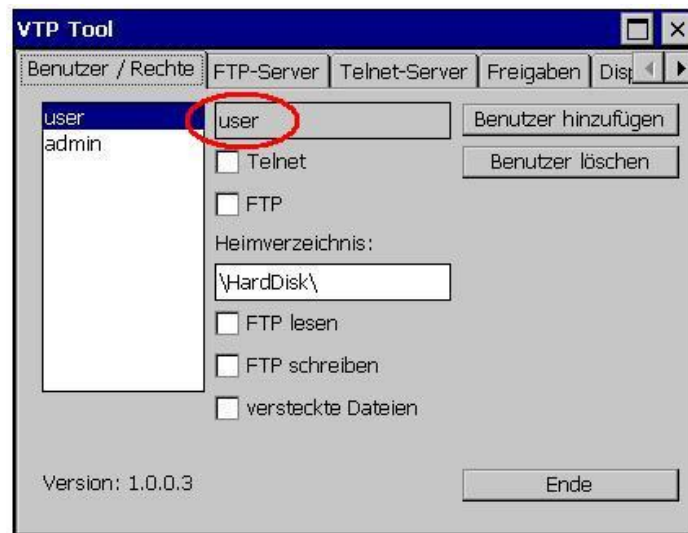 VTP Tool
Benutzer / Rechte FTP-Server Telnet-Server Freigaben
user
admin
user
Telnet
FTP
Heimverzeichnis:
\HardDisk\
FTP lesen
FTP schreiben
versteckte Dateien
Benutzer hinzufügen
Benutzer löschen
Version: 1.0.0.3
Ende